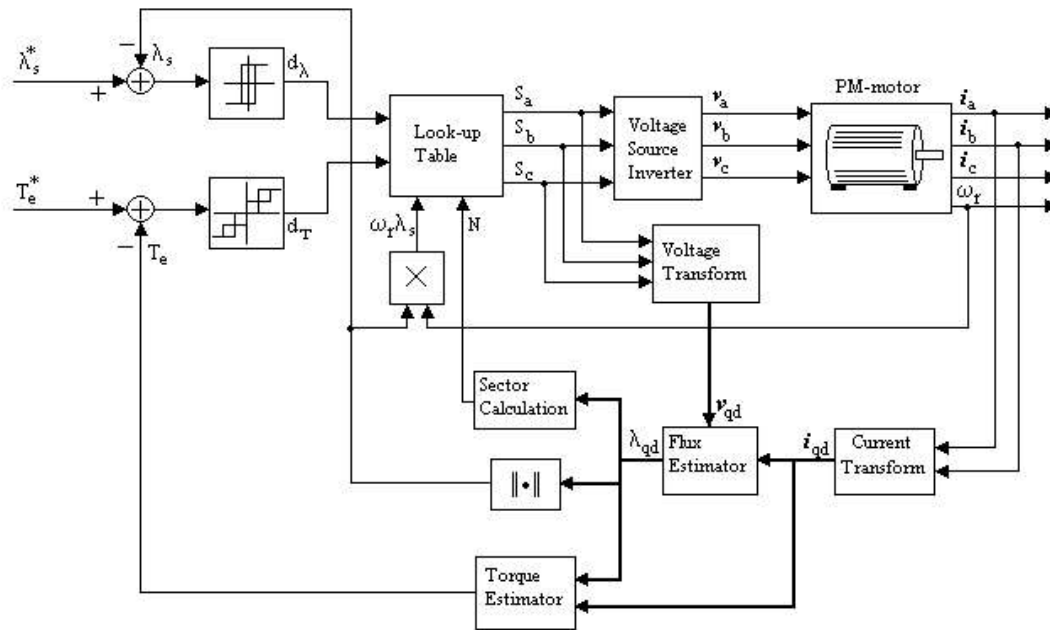 −
λs*
+
λs
dλ
Te*
+
−
Te
dT
Look-up
Table
Sa
Sb
Sc
Voltage
Source
Inverter
va
vb
vc
PM-motor
ia
ib
ic
ωr
ωrλs
N
×
Voltage
Transform
Sector
Calculation
vqd
λqd
Flux
Estimator
iqd
Current
Transform
‖•‖
Torque
Estimator